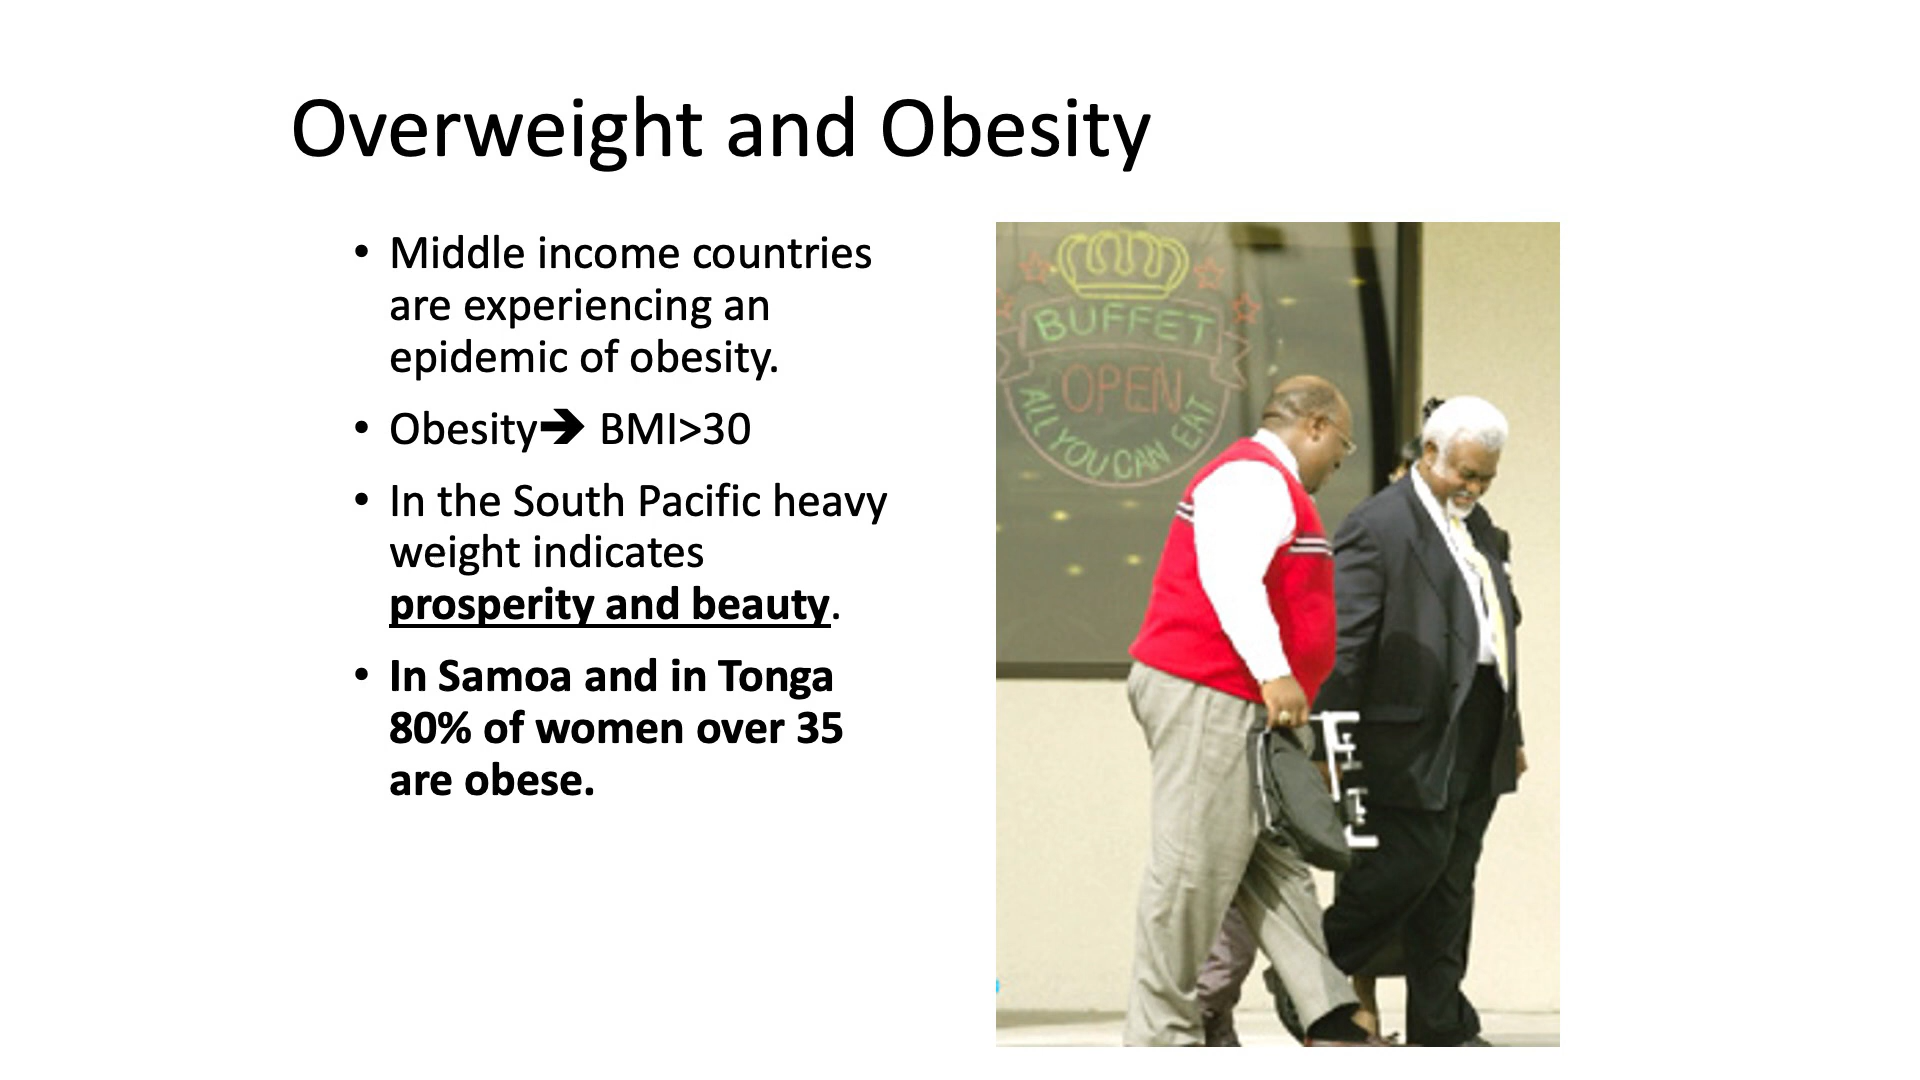 Overweight and Obesity
• Middle income countries
are experiencing an
epidemic of obesity.
• Obesity➔ BMI>30
• In the South Pacific heavy
weight indicates
prosperity and beauty.
• In Samoa and in Tonga
80% of women over 35
are obese.
BUFFET
OPEN
ALL YOU CAN EAT